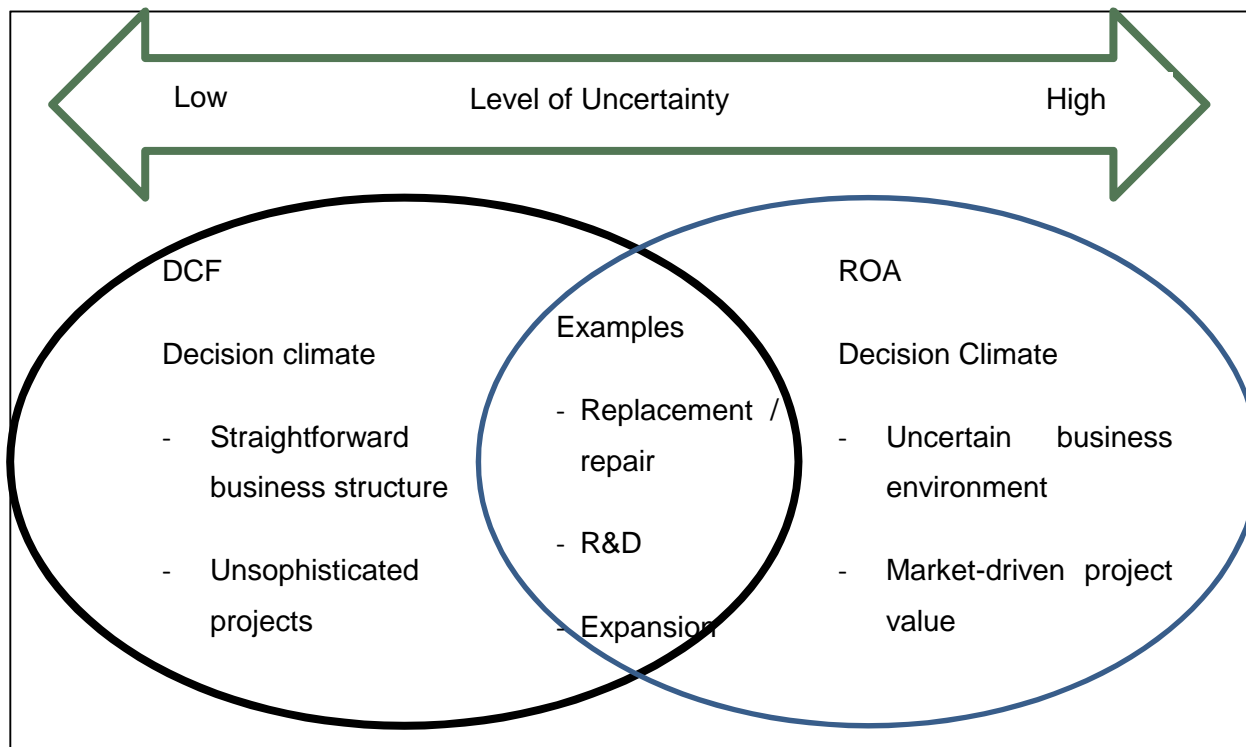 Low Level of Uncertainty High
DCF
Decision climate
- Straightforward
business structure
- Unsophisticated
projects
Examples
- Replacement /
repair
- R&D
- Expansion
ROA
Decision Climate
- Uncertain business
environment
- Market-driven project
value